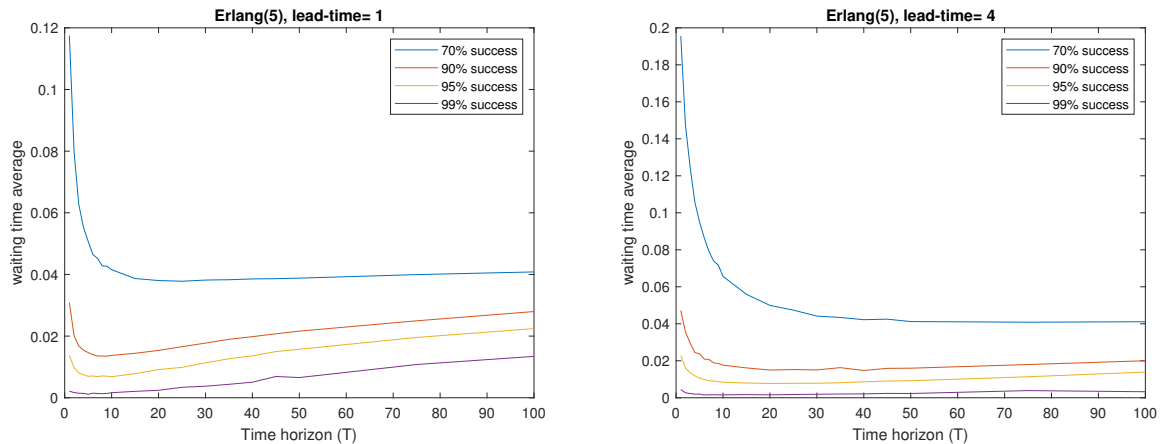 Erlang(5), lead-time= 1
0.12
0.1
0.08
0.06
0.04
0.02
0
waiting time average
70% success
90% success
95% success
99% success
0 10 20 30 40 50 60 70 80 90 100
Time horizon (T)
Erlang(5), lead-time= 4
0.2
0.18
0.16
0.14
0.12
0.1
0.08
0.06
0.04
0.02
0
waiting time average
70% success
90% success
95% success
99% success
0 10 20 30 40 50 60 70 80 90 100
Time horizon (T)